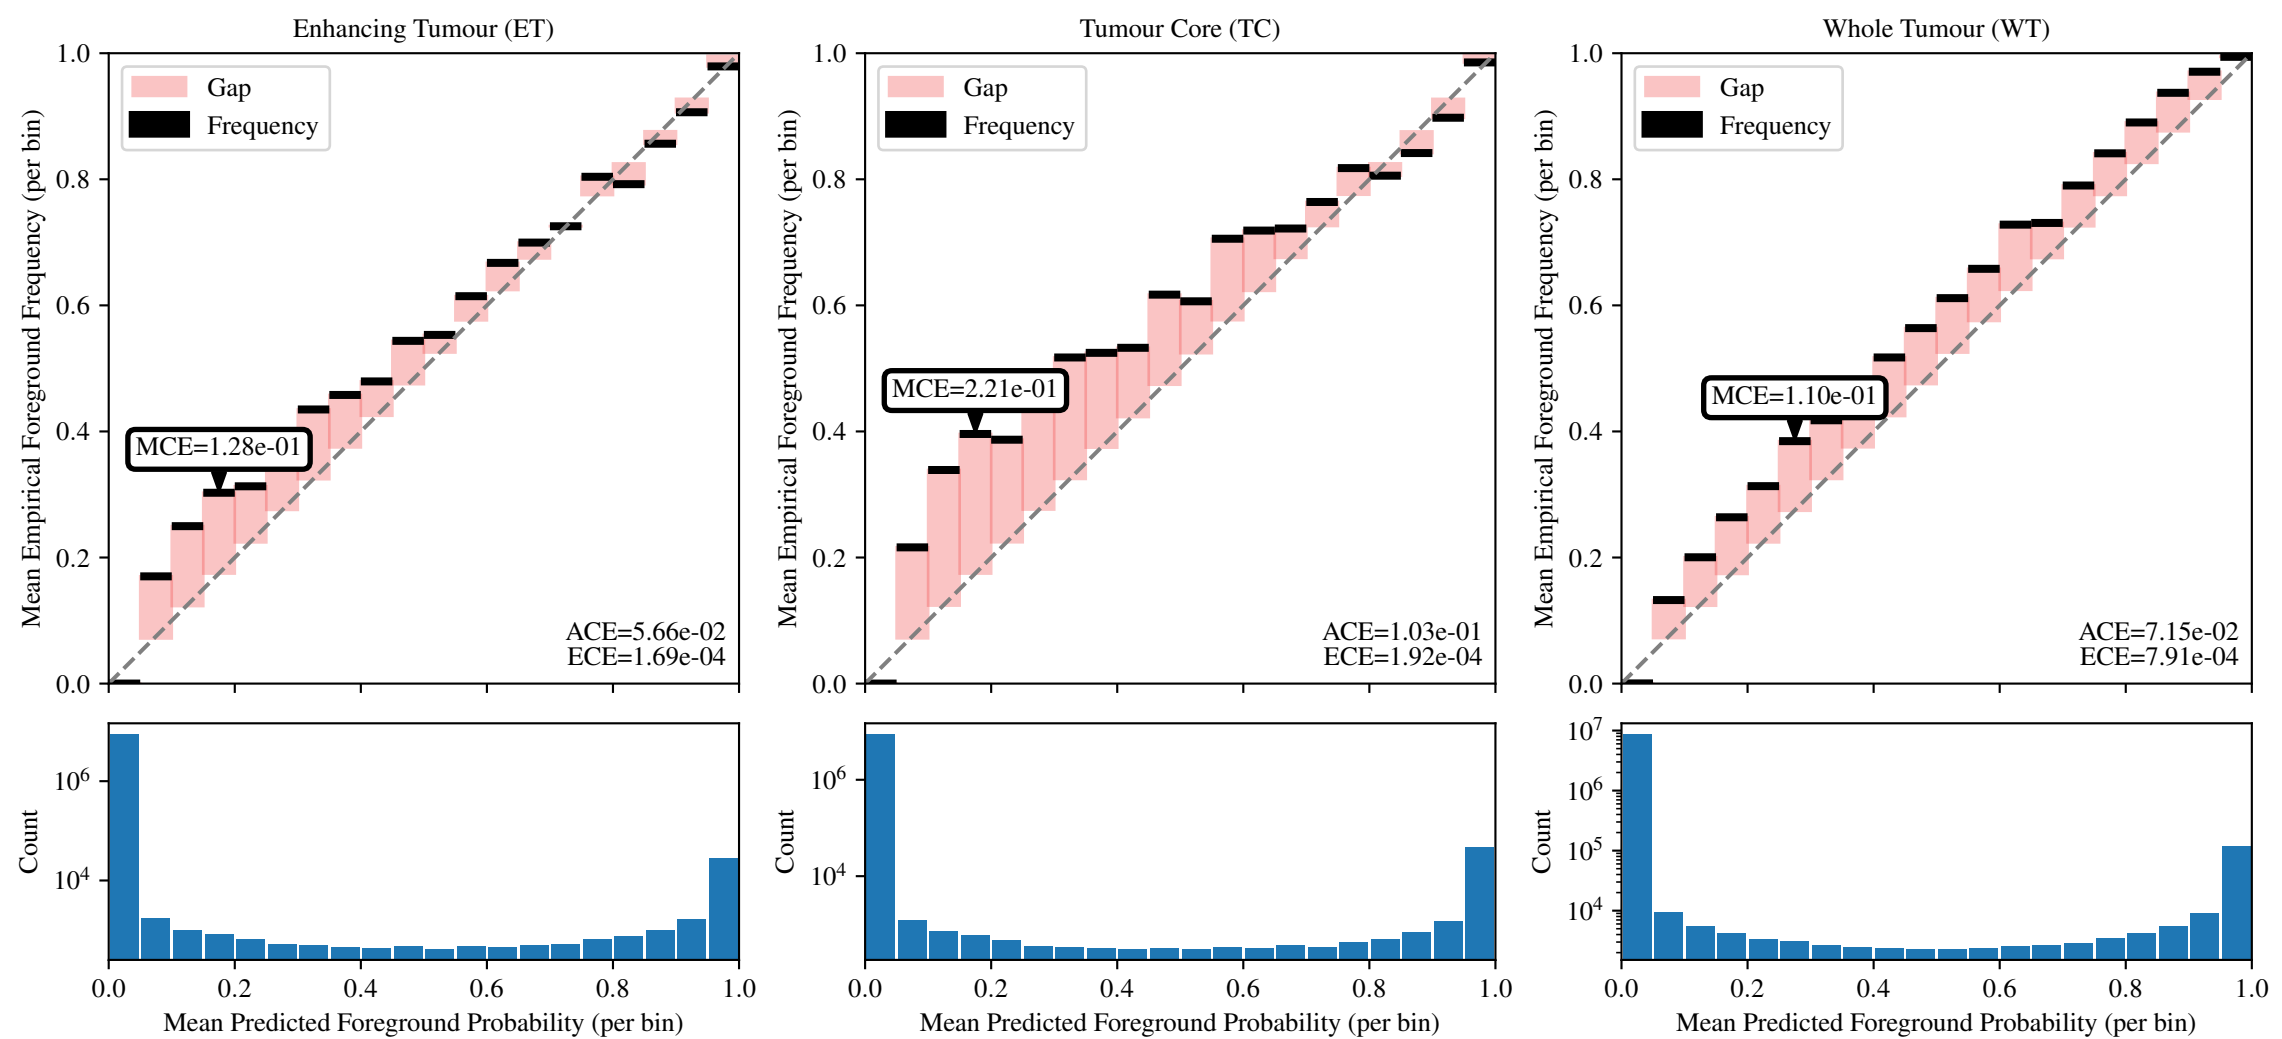 Enhancing Tumour (ET)
Mean Empirical Foreground Frequency (per bin)
1.0
0.8
0.6
0.4
0.2
0.0
Gap
Frequency
MCE=1.28e-01
ACE=5.66e-02
ECE=1.69e-04
Count
10^6
10^4
0.0 0.2 0.4 0.6 0.8 1.0
Mean Predicted Foreground Probability (per bin)
Tumour Core (TC)
Mean Empirical Foreground Frequency (per bin)
1.0
0.8
0.6
0.4
0.2
0.0
Gap
Frequency
MCE=2.21e-01
ACE=1.03e-01
ECE=1.92e-04
Count
10^6
10^4
0.0 0.2 0.4 0.6 0.8 1.0
Mean Predicted Foreground Probability (per bin)
Whole Tumour (WT)
Mean Empirical Foreground Frequency (per bin)
1.0
0.8
0.6
0.4
0.2
0.0
Gap
Frequency
MCE=1.10e-01
ACE=7.15e-02
ECE=7.91e-04
Count
10^7
10^6
10^5
10^4
0.0 0.2 0.4 0.6 0.8 1.0
Mean Predicted Foreground Probability (per bin)